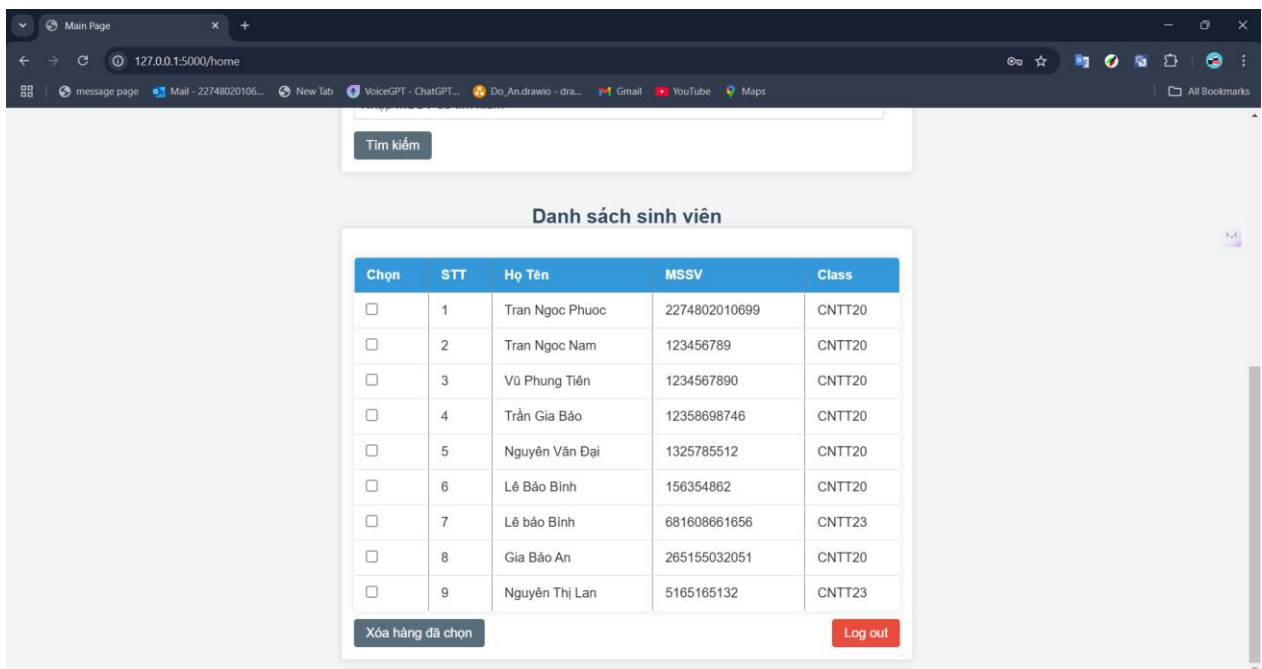 Main Page
127.0.0.1:5000/home
message page Mail - 22748020106... New Tab VoiceGPT - ChatGPT... Do_An.drawio - dra... Gmail YouTube Maps All Bookmarks
Tìm kiếm
Danh sách sinh viên
Chọn STT Họ Tên MSSV Class
1 Tran Ngoc Phuoc 2274802010699 CNTT20
2 Tran Ngoc Nam 123456789 CNTT20
3 Vũ Phung Tiên 1234567890 CNTT20
4 Trần Gia Bảo 12358698746 CNTT20
5 Nguyên Văn Đại 1325785512 CNTT20
6 Lê Bảo Bình 156354862 CNTT20
7 Lê bảo Bình 681608661656 CNTT23
8 Gia Bảo An 265155032051 CNTT20
9 Nguyên Thị Lan 5165165132 CNTT23
Xóa hàng đã chọn Log out